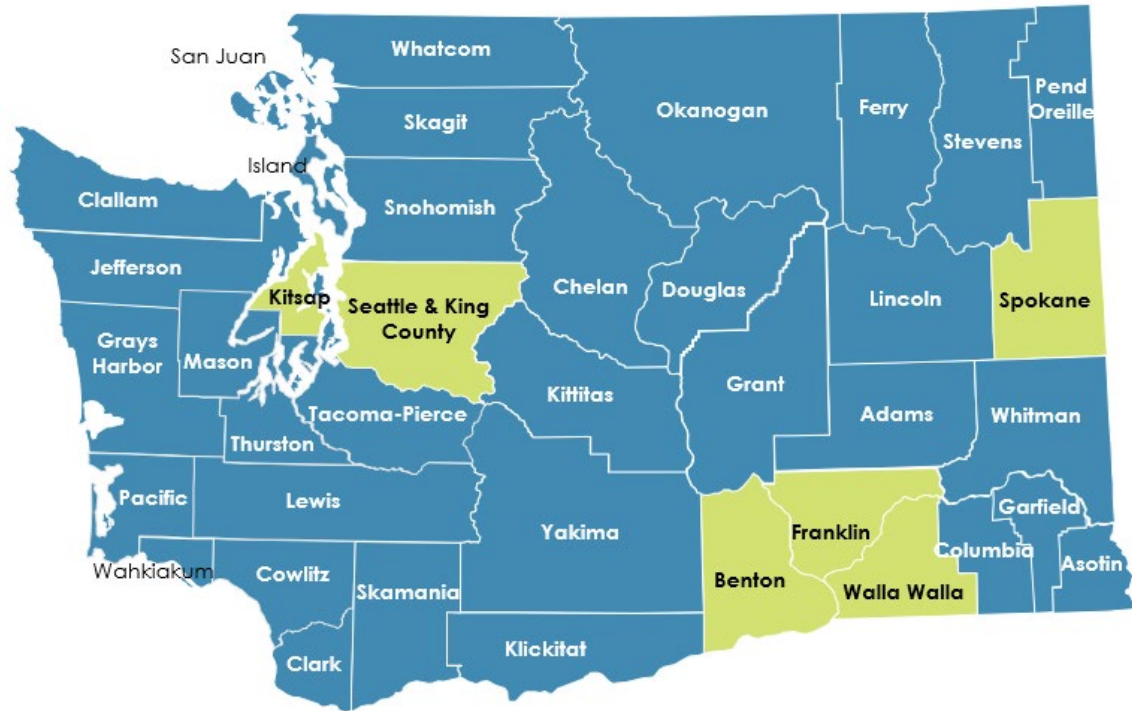 San Juan
Whatcom
Okanogan
Ferry
Pend
Oreille
Skagit
Stevens
Island
Clallam
Snohomish
Jefferson
Kitsap
Seattle & King
County
Chelan
Douglas
Lincoln
Spokane
Grays
Harbor
Mason
Tacoma-Pierce
Kittitas
Grant
Adams
Whitman
Thurston
Pacific
Lewis
Yakima
Franklin
Garfield
Columbia
Asotin
Wahkiakum
Cowlitz
Skamania
Benton
Walla Walla
Clark
Klickitat